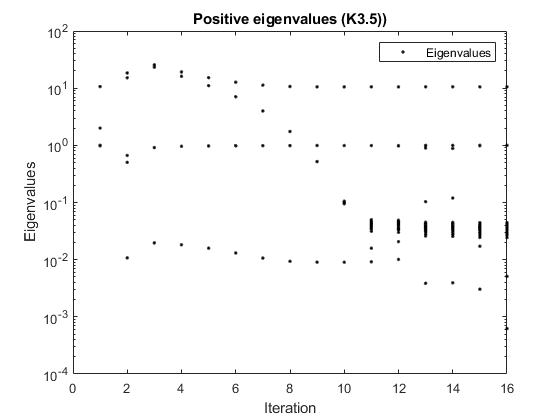 Positive eigenvalues (K3.5))
Eigenvalues
10^2
10^1
10^0
10^-1
10^-2
10^-3
10^-4
Eigenvalues
0 2 4 6 8 10 12 14 16
Iteration